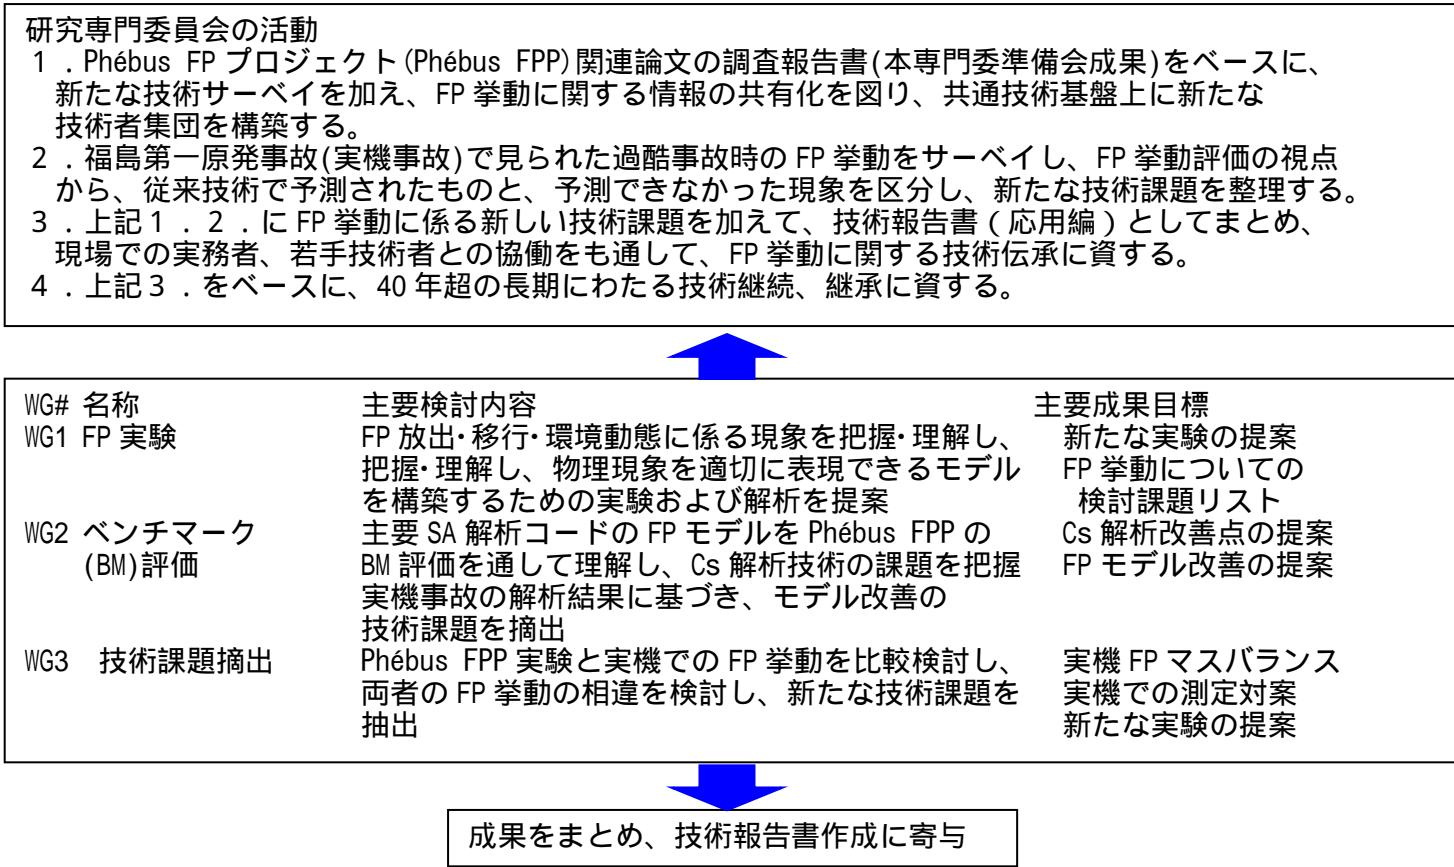 研究専門委員会の活動
1．Phébus FP プロジェクト(Phébus FPP)関連論文の調査報告書(本専門委準備会成果)をベースに、
新たな技術サーベイを加え、FP 挙動に関する情報の共有化を図り、共通技術基盤上に新たな
技術者集団を構築する。
2．福島第一原発事故(実機事故)で見られた過酷事故時の FP 挙動をサーベイし、FP 挙動評価の視点
から、従来技術で予測されたものと、予測できなかった現象を区分し、新たな技術課題を整理する。
3．上記1．2．に FP 挙動に係る新しい技術課題を加えて、技術報告書（応用編）としてまとめ、
現場での実務者、若手技術者との協働をも通して、FP 挙動に関する技術伝承に資する。
4．上記3．をベースに、40 年超の長期にわたる技術継続、継承に資する。
WG# 名称 主要検討内容 主要成果目標
WG1 FP 実験 FP 放出・移行・環境動態に係る現象を把握・理解し、 新たな実験の提案
把握・理解し、物理現象を適切に表現できるモデル FP 挙動についての
を構築するための実験および解析を提案 検討課題リスト
WG2 ベンチマーク 主要 SA 解析コードの FP モデルを Phébus FPP の Cs 解析改善点の提案
(BM)評価 BM 評価を通して理解し、Cs 解析技術の課題を把握 FP モデル改善の提案
実機事故の解析結果に基づき、モデル改善の
技術課題を摘出
WG3 技術課題摘出 Phébus FPP 実験と実機での FP 挙動を比較検討し、 実機 FP マスバランス
両者の FP 挙動の相違を検討し、新たな技術課題を 実機での測定対案
抽出 新たな実験の提案
成果をまとめ、技術報告書作成に寄与